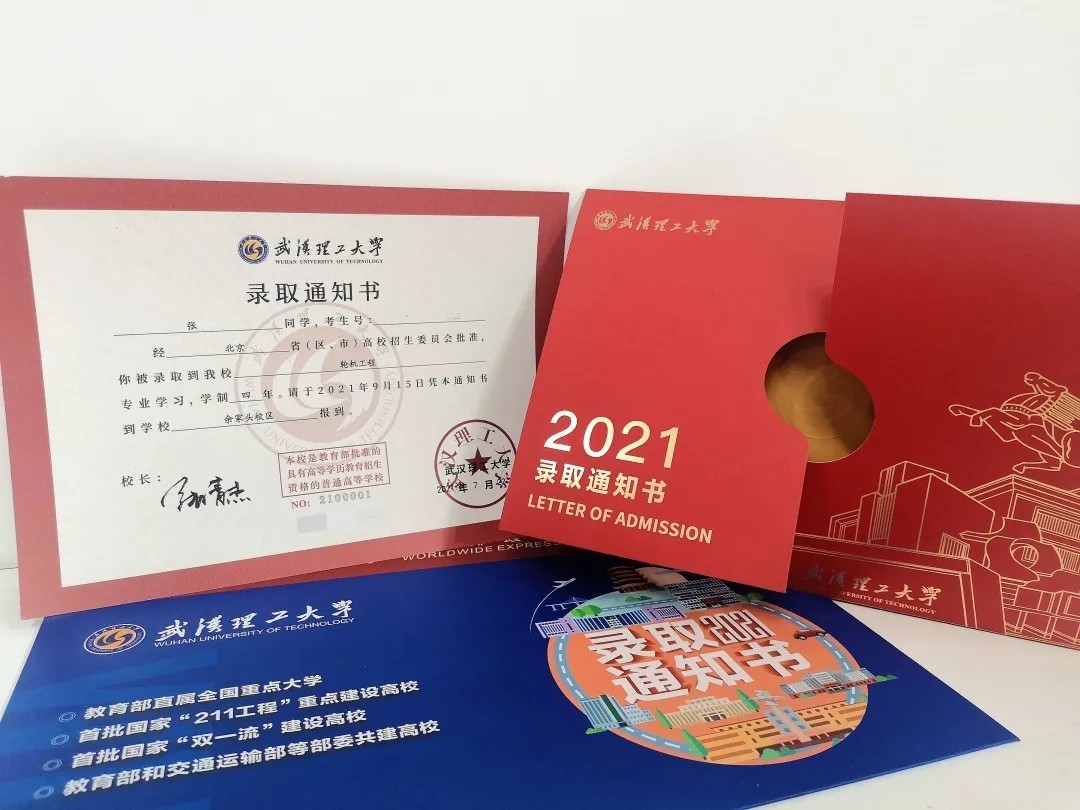 武汉理工大学
WUHAN UNIVERSITY OF TECHNOLOGY
录取通知书
张 同学，考生号：
经 北京 省（区、市）高校招生委员会批准，
你被录取到我校 轮机工程
专业学习，学制 四 年。请于2021年9月15日凭本通知书
到学校 余家头校区 报到。
校长：
本校是教育部批准的
具有高等学历教育招生
资格的普通高等学校
NO: 2100001
武汉理工大学
年 7 月
武汉理工大学
2021
录取通知书
LETTER OF ADMISSION
武汉理工大学
UNIVERSITY OF TECHNOLOGY
WORLDWIDE EXPRESS
武汉理工大学
WUHAN UNIVERSITY OF TECHNOLOGY
教育部直属全国重点大学
首批国家“211工程”重点建设高校
首批国家“双一流”建设高校
教育部和交通运输部等部委共建高校
录取2021
通知书